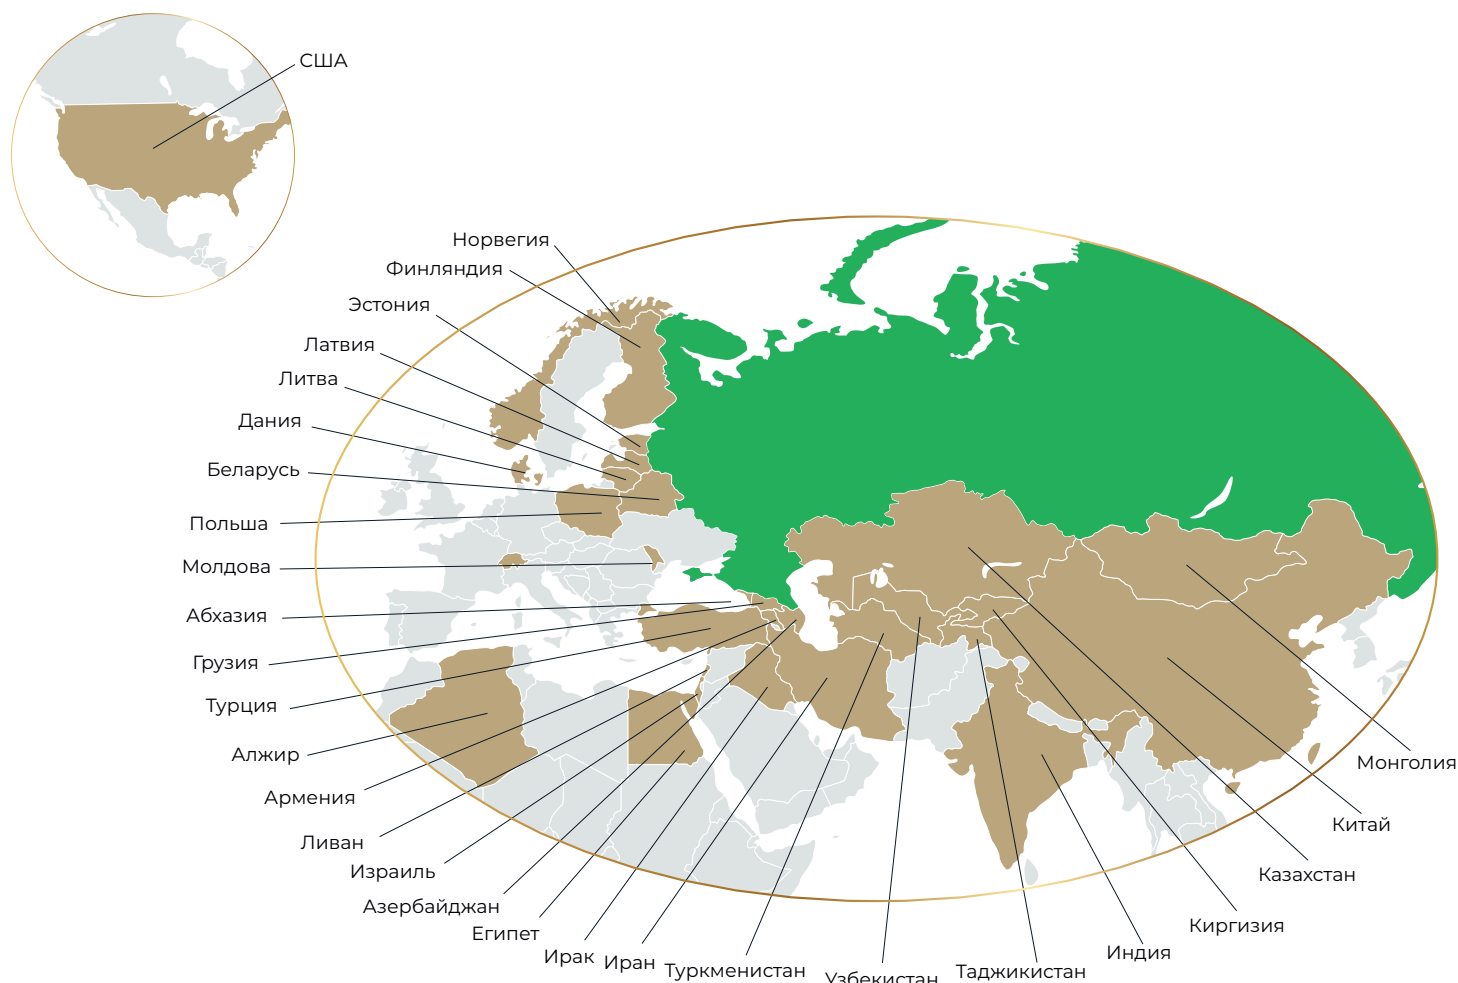 США
Норвегия
Финляндия
Эстония
Латвия
Литва
Дания
Беларусь
Польша
Молдова
Абхазия
Грузия
Турция
Алжир
Армения
Ливан
Израиль
Азербайджан
Египет
Ирак
Иран
Туркменистан
Узбекистан
Таджикистан
Индия
Киргизия
Казахстан
Китай
Монголия